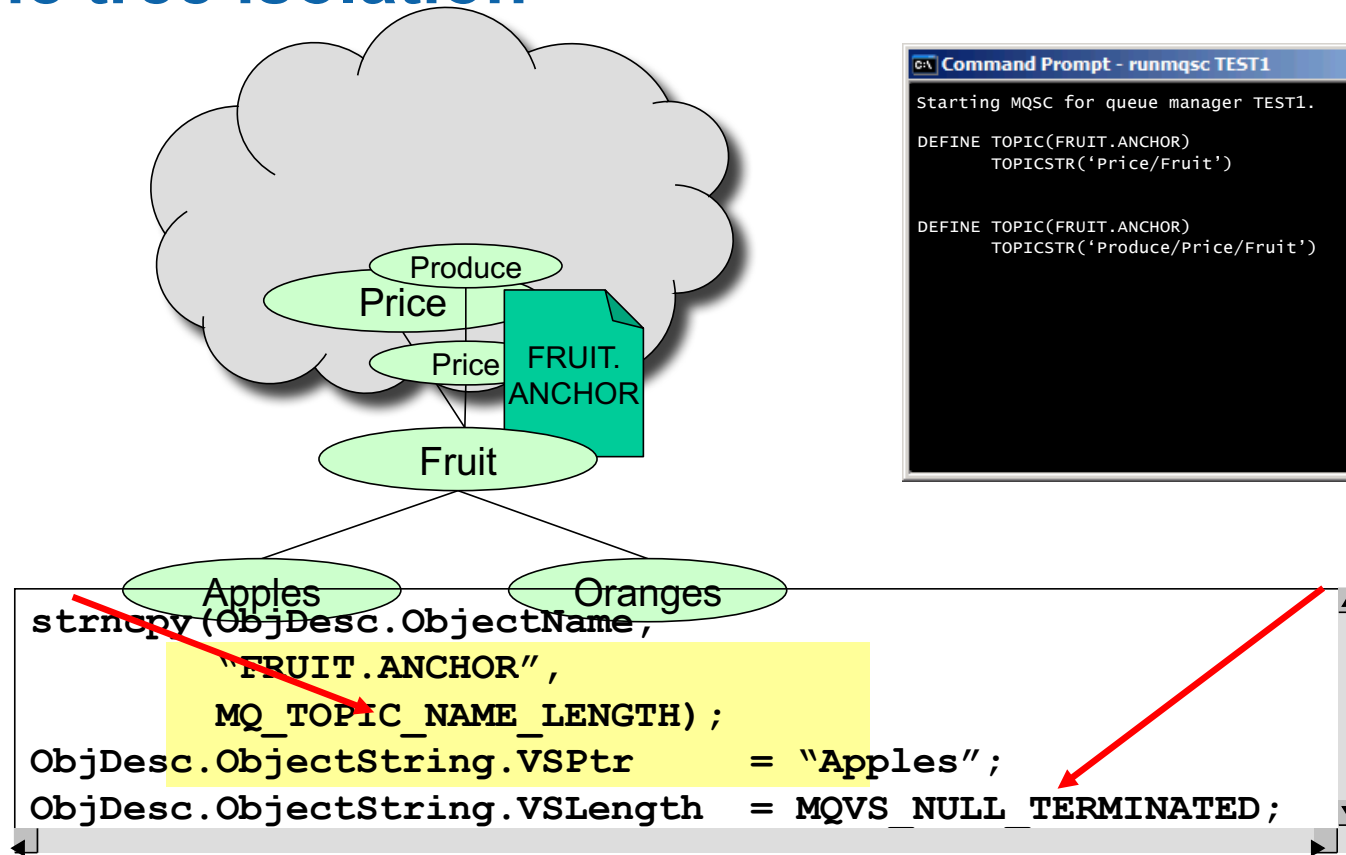 tree isolation
Command Prompt - runmqsc TEST1
Starting MQSC for queue manager TEST1.
DEFINE TOPIC(FRUIT.ANCHOR)
TOPICSTR(‘Price/Fruit’)
DEFINE TOPIC(FRUIT.ANCHOR)
TOPICSTR(‘Produce/Price/Fruit’)
Produce
Price
Price
FRUIT.
ANCHOR
Fruit
Apples
Oranges
strncpy(ObjDesc.ObjectName,
“FRUIT.ANCHOR”,
MQ_TOPIC_NAME_LENGTH);
ObjDesc.ObjectString.VSPtr = “Apples”;
ObjDesc.ObjectString.VSLength = MQVS_NULL_TERMINATED;